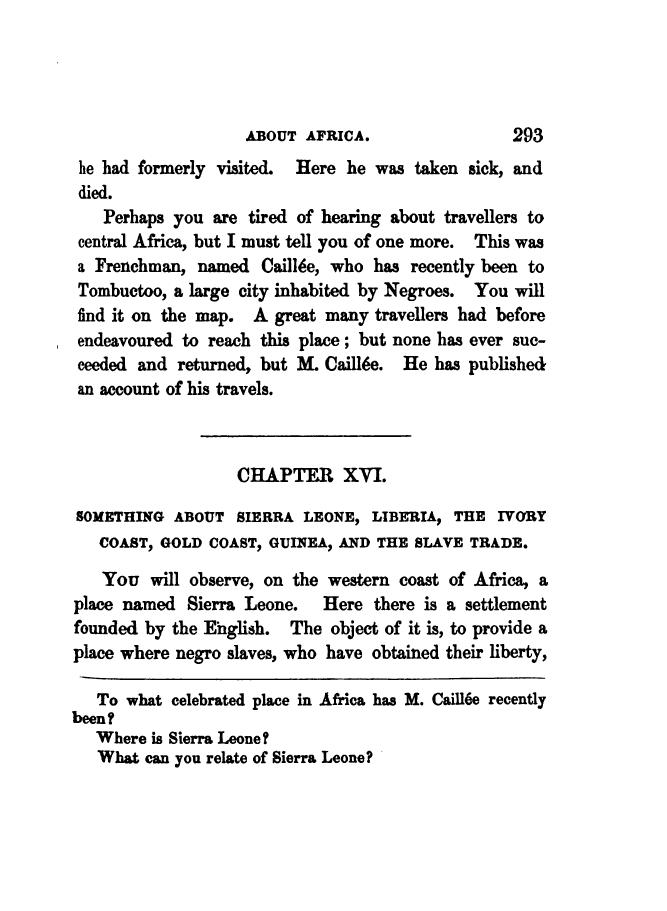 ABOUT AFRICA. 293
he had formerly visited. Here he was taken sick, and
died.
Perhaps you are tired of hearing about travellers to
central Africa, but I must tell you of one more. This was
a Frenchman, named Caillée, who has recently been to
Tombuctoo, a large city inhabited by Negroes. You will
find it on the map. A great many travellers had before
endeavoured to reach this place; but none has ever suc-
ceeded and returned, but M. Caillée. He has published
an account of his travels.
CHAPTER XVI.
SOMETHING ABOUT SIERRA LEONE, LIBERIA, THE IVORY
COAST, GOLD COAST, GUINEA, AND THE SLAVE TRADE.
YOU will observe, on the western coast of Africa, a
place named Sierra Leone. Here there is a settlement
founded by the English. The object of it is, to provide a
place where negro slaves, who have obtained their liberty,
To what celebrated place in Africa has M. Caillée recently
been?
Where is Sierra Leone?
What can you relate of Sierra Leone?